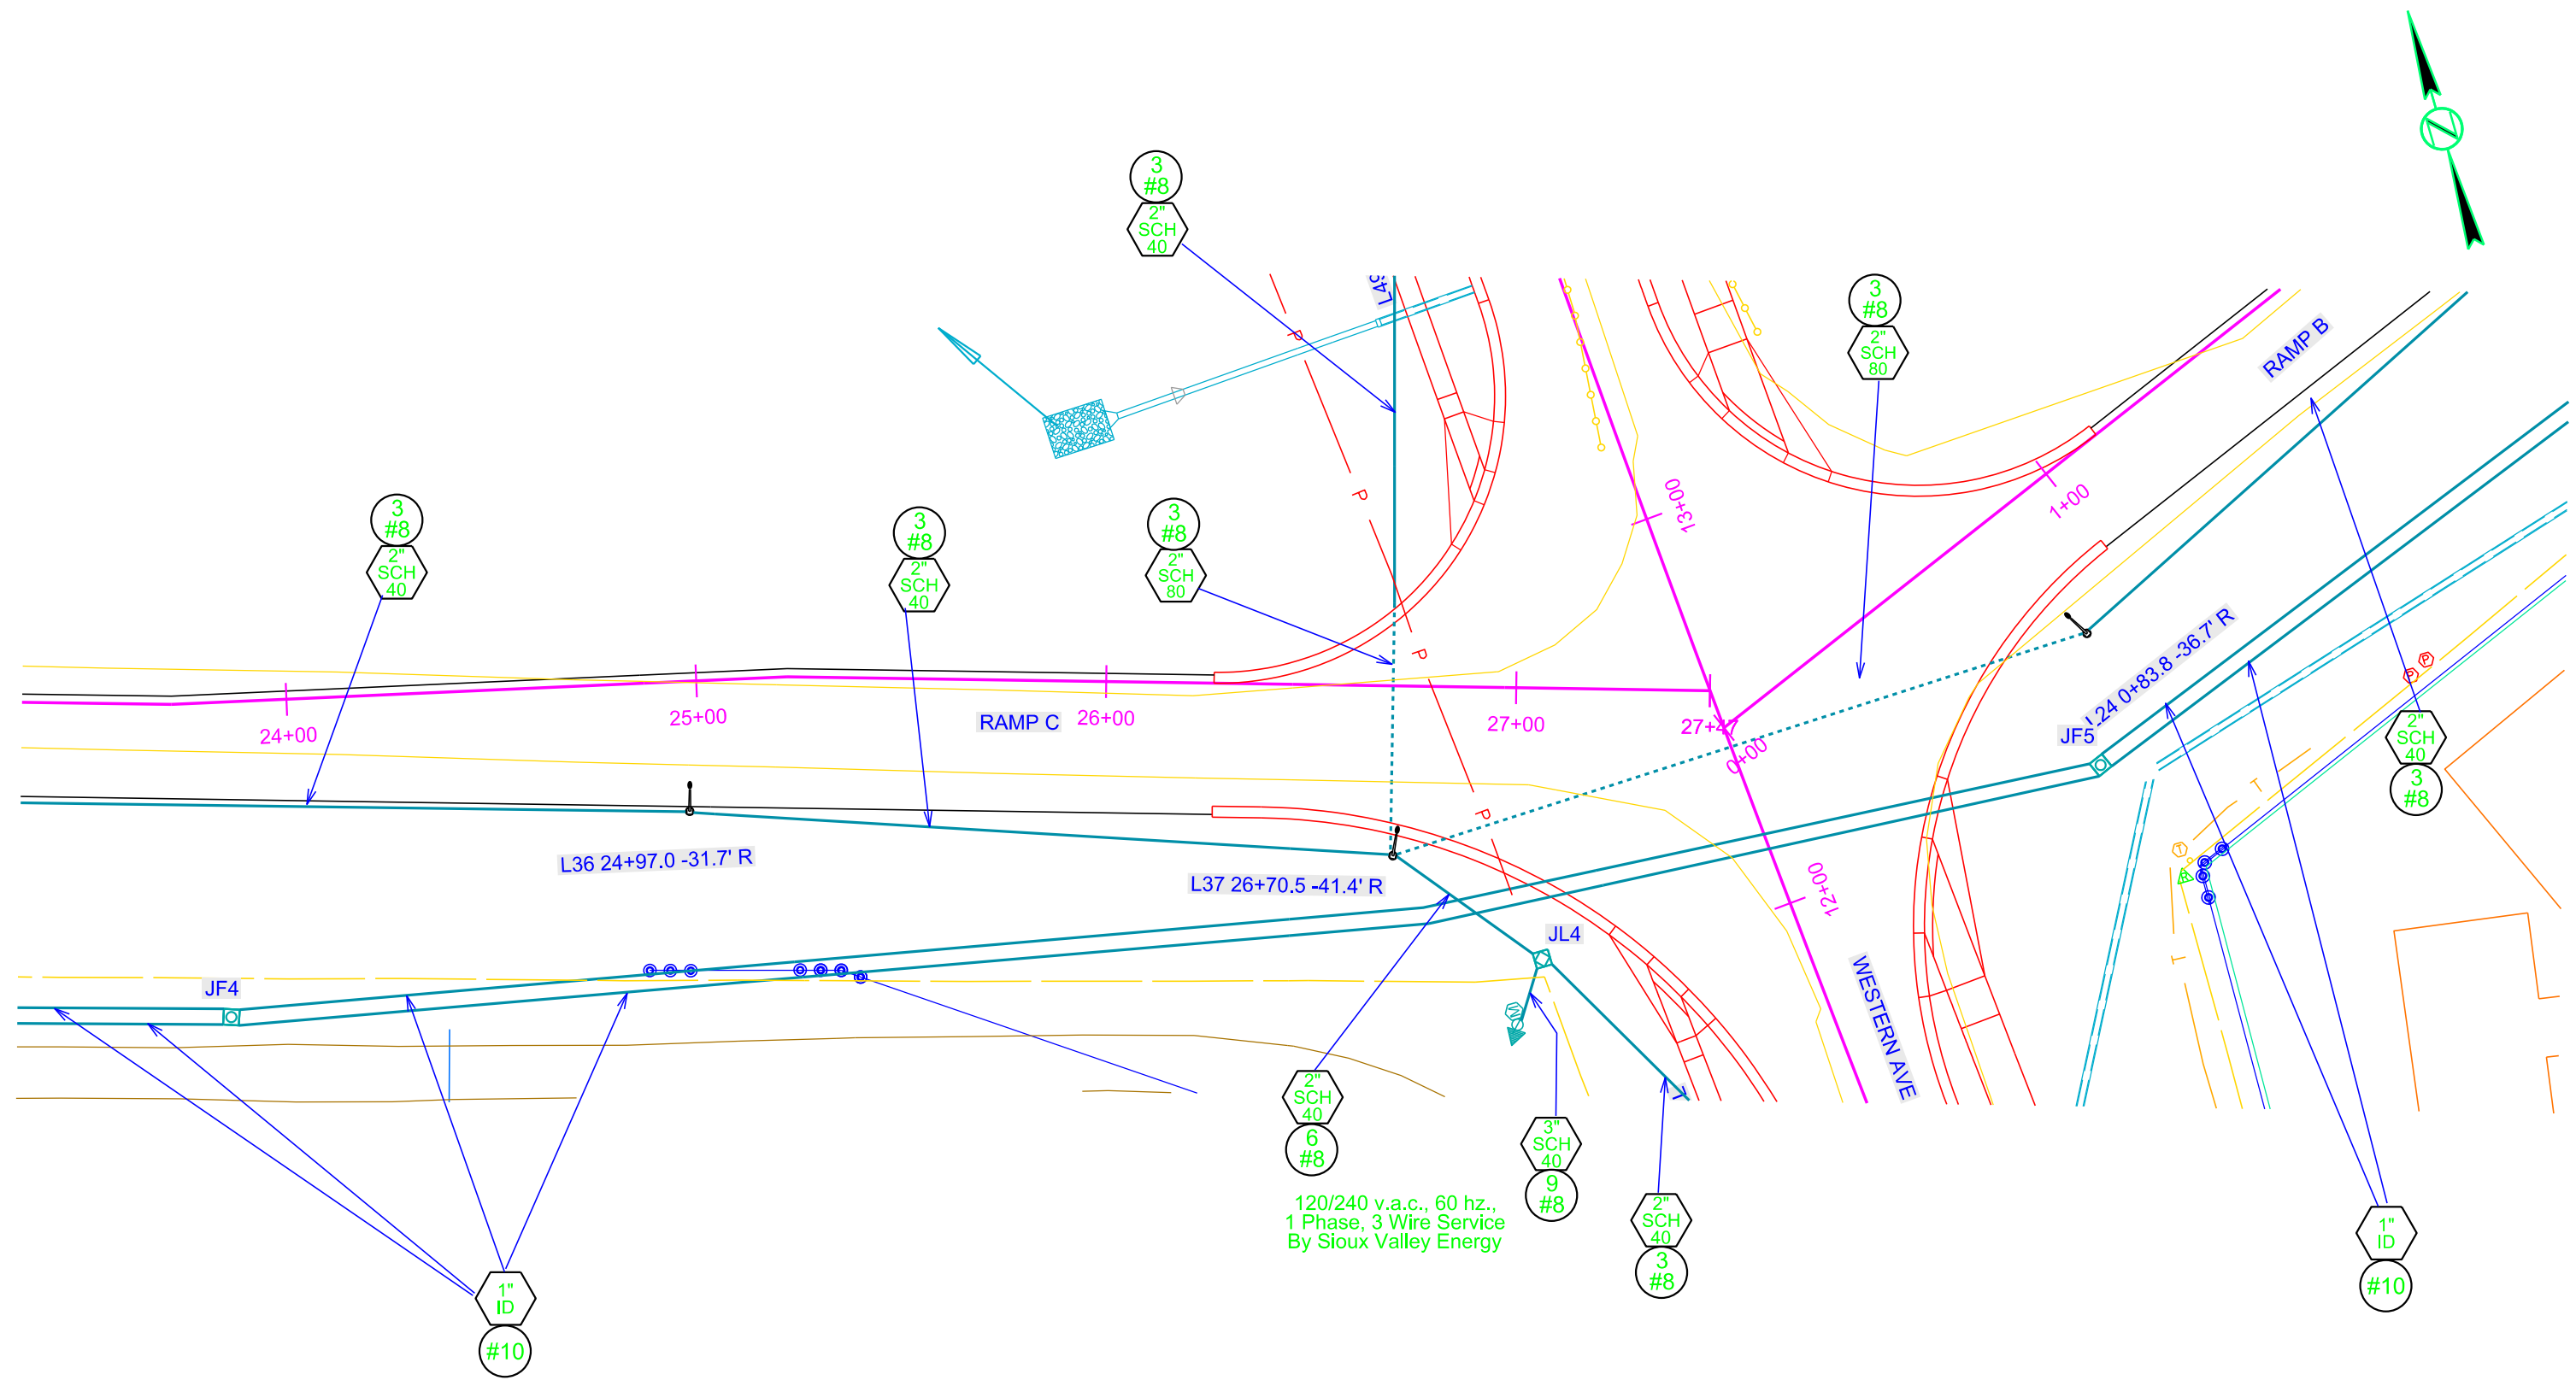 3
#8
2"
SCH
40
3
#8
2"
SCH
80
RAMP B
P
1+00
13+00
P
3
#8
2"
SCH
40
3
#8
2"
SCH
40
3
#8
2"
SCH
80
P
L24 0+83.8 -36.7' R
P
P
24+00
25+00
RAMP C
26+00
27+00
27+47
0+00
JF5
2"
SCH
40
3
#8
T
T
P
L36 24+97.0 -31.7' R
L37 26+70.5 -41.4' R
R
12+00
JL4
JF4
T
W
WESTERN AVE
2"
SCH
40
6
#8
3"
SCH
40
9
#8
2"
SCH
40
3
#8
120/240 v.a.c., 60 hz.,
1 Phase, 3 Wire Service
By Sioux Valley Energy
1"
ID
#10
1"
ID
#10